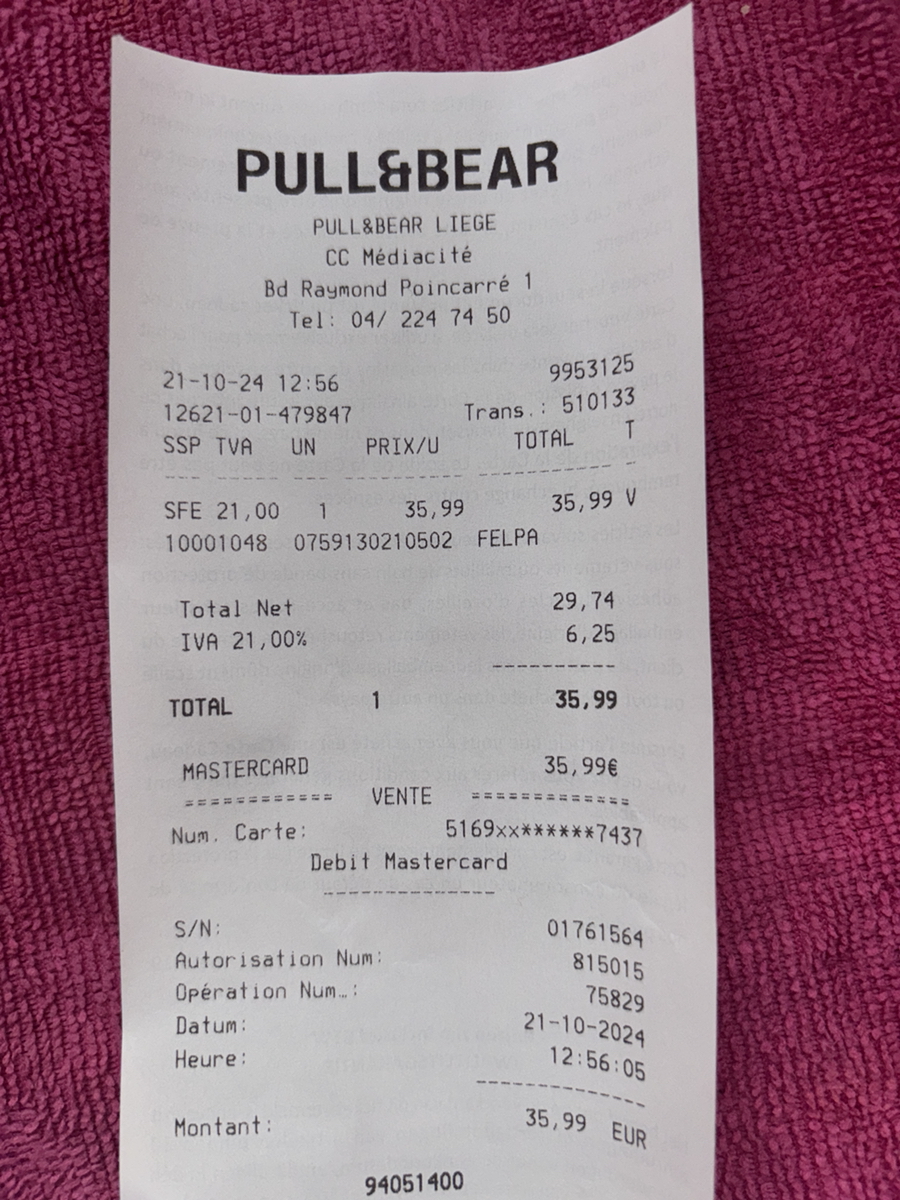 PULL&BEAR
PULL&BEAR LIEGE
CC Médiacité
Bd Raymond Poincarré 1
Tel: 04/ 224 74 50
21-10-24 12:56 9953125
12621-01-479847 Trans.: 510133
SSP TVA UN PRIX/U TOTAL T
SFE 21,00 1 35,99 35,99 V
10001048 0759130210502 FELPA
Total Net 29,74
IVA 21,00% 6,25
TOTAL 1 35,99
MASTERCARD 35,99€
============ VENTE =============
Num. Carte: 5169xx******7437
Debit Mastercard
S/N: 01761564
Autorisation Num: 815015
Opération Num…: 75829
Datum: 21-10-2024
Heure: 12:56:05
Montant: 35,99 EUR
94051400